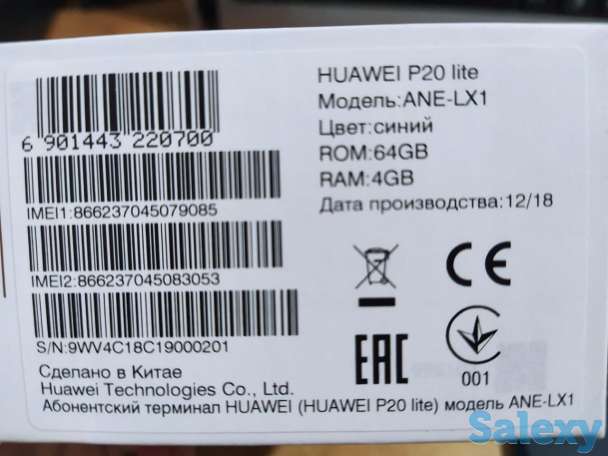 HUAWEI P20 lite
Модель:ANE-LX1
Цвет:синий
ROM:64GB
RAM:4GB
Дата производства:12/18
6 901443 220700
IMEI1:866237045079085
IMEI2:866237045083053
S/N:9WV4C18C19000201
CE
EAC
001
Сделано в Китае
Huawei Technologies Co., Ltd.
Абонентский терминал HUAWEI (HUAWEI P20 lite) модель ANE-LX1
Salexy